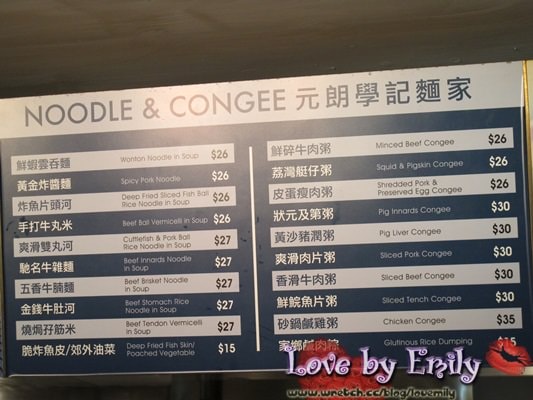 NOODLE & CONGEE 元朗學記麵家
鮮蝦雲吞麵 Wanton Noodle in Soup $26
黃金炸醬麵 Spicy Pork Noodle $26
炸魚片頭河 Deep Fried Sliced Fish Ball
Rice Noodle in Soup $26
手打牛丸米 Beef Ball Vermicelli in Soup $26
爽滑雙丸河 Cuttlefish & Pork Ball
Rice Noodle in Soup $27
馳名牛雜麵 Beef Innards Noodle
in Soup $27
五香牛腩麵 Beef Brisket Noodle
in Soup $27
金錢牛肚河 Beef Stomach Rice
Noodle in Soup $27
燒焗孖筋米 Beef Tendon Vermicelli
in Soup $27
脆炸魚皮/郊外油菜 Deep Fried Fish Skin/
Poached Vegetable $15
鮮碎牛肉粥 Minced Beef Congee $26
荔灣艇仔粥 Squid & Pigskin Congee $26
皮蛋瘦肉粥 Shredded Pork &
Preserved Egg Congee $26
狀元及第粥 Pig Innards Congee $30
黃沙豬潤粥 Pig Liver Congee $30
爽滑肉片粥 Sliced Pork Congee $30
香滑牛肉粥 Sliced Beef Congee $30
鮮鯇魚片粥 Sliced Tench Congee $30
砂鍋鹹雞粥 Chicken Congee $35
家鄉鹹肉粽 Glutinous Rice Dumping $15
Love by Emily
www.wretch.cc/blog/lovemily